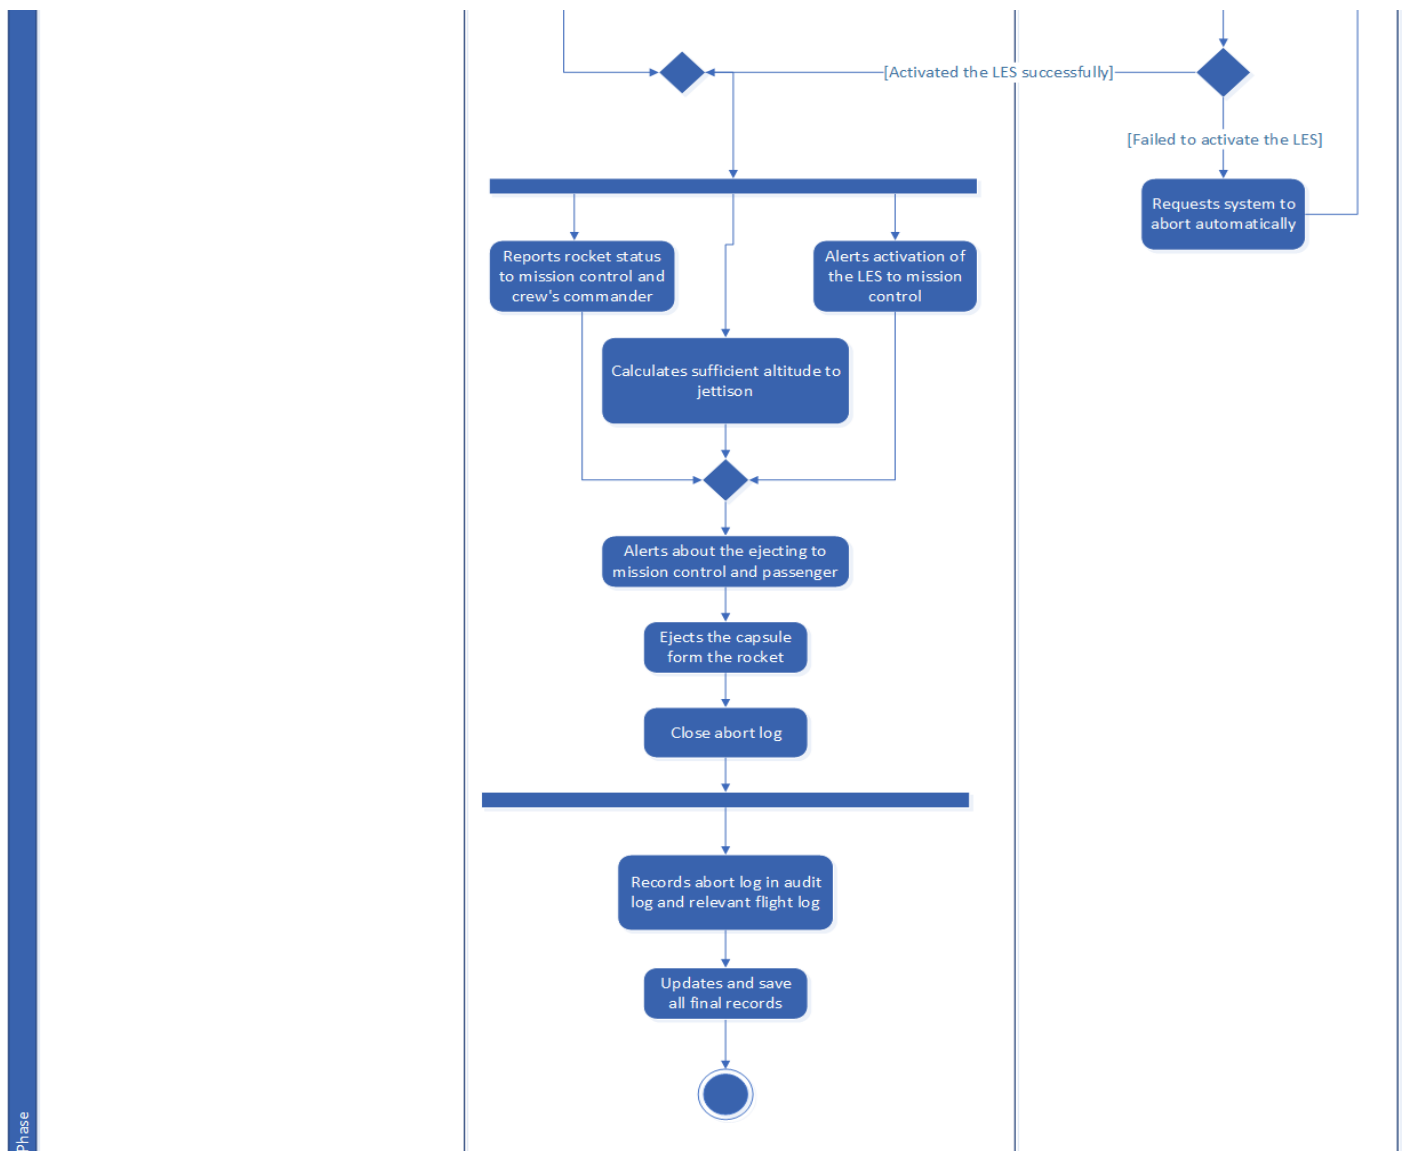 [Activated the LES successfully]
[Failed to activate the LES]
Requests system to
abort automatically
Reports rocket status
to mission control and
crew's commander
Alerts activation of
the LES to mission
control
Calculates sufficient altitude to
jettison
Alerts about the ejecting to
mission control and passenger
Ejects the capsule
form the rocket
Close abort log
Records abort log in audit
log and relevant flight log
Updates and save
all final records
Phase